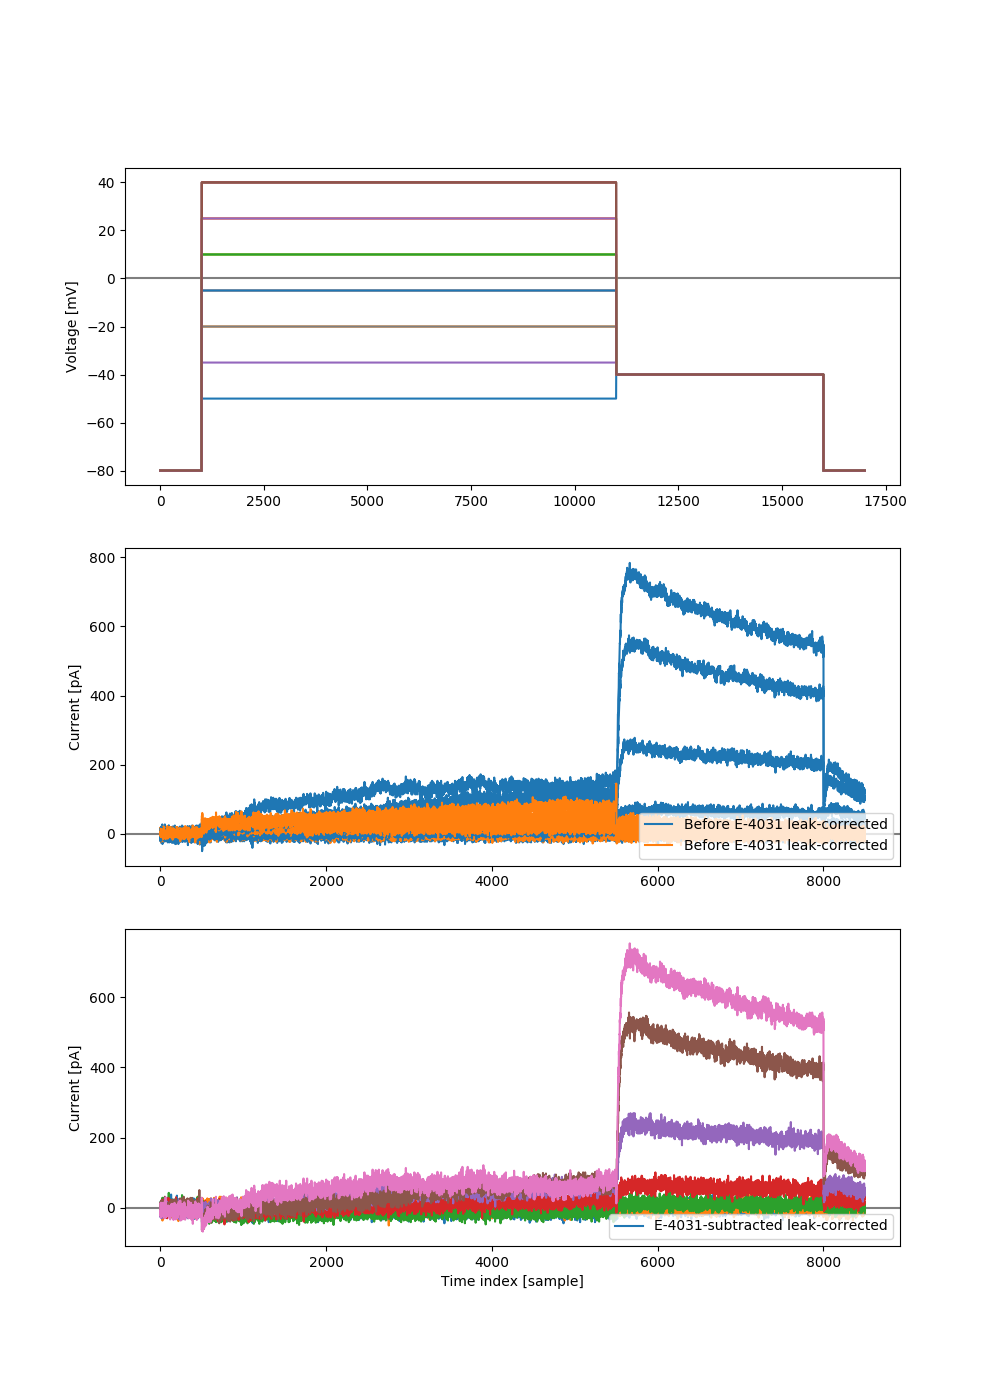 40
20
0
−20
−40
−60
−80
Voltage [mV]
0 2500 5000 7500 10000 12500 15000 17500
800
600
400
200
0
Current [pA]
Before E-4031 leak-corrected
Before E-4031 leak-corrected
0 2000 4000 6000 8000
600
400
200
0
Current [pA]
E-4031-subtracted leak-corrected
0 2000 4000 6000 8000
Time index [sample]